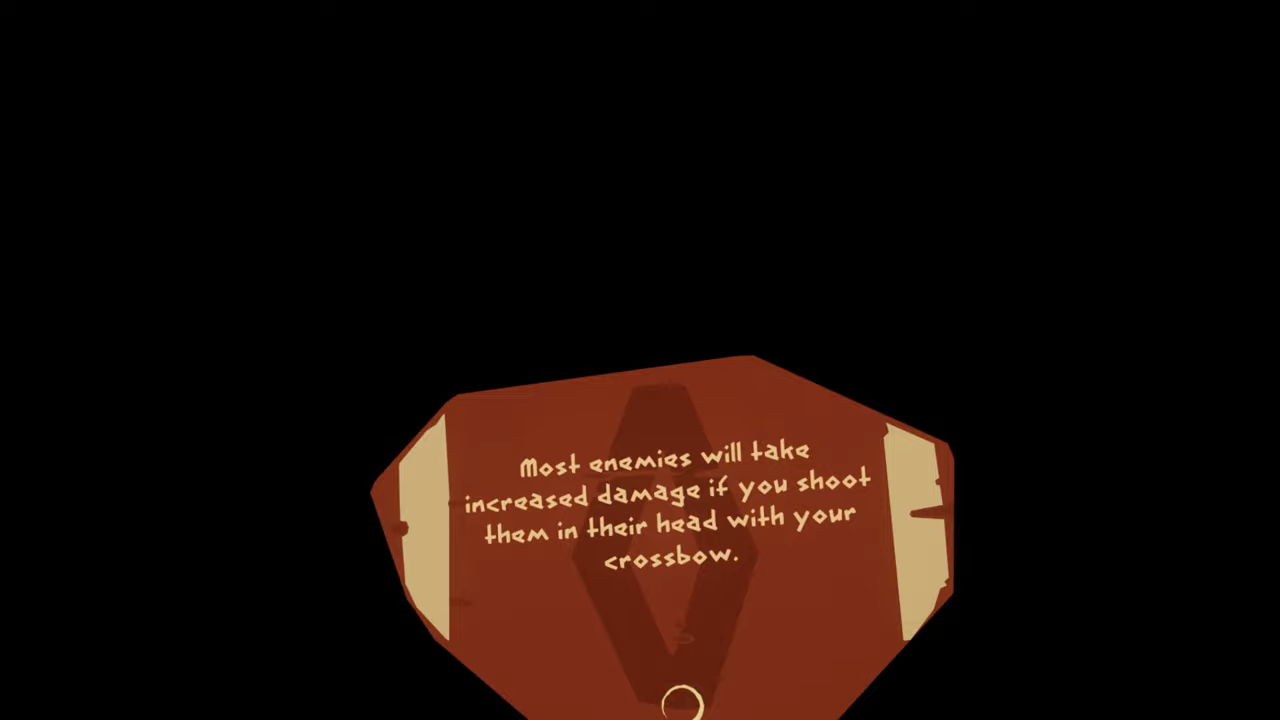 Most enemies will take
increased damage if you shoot
them in their head with your
crossbow.